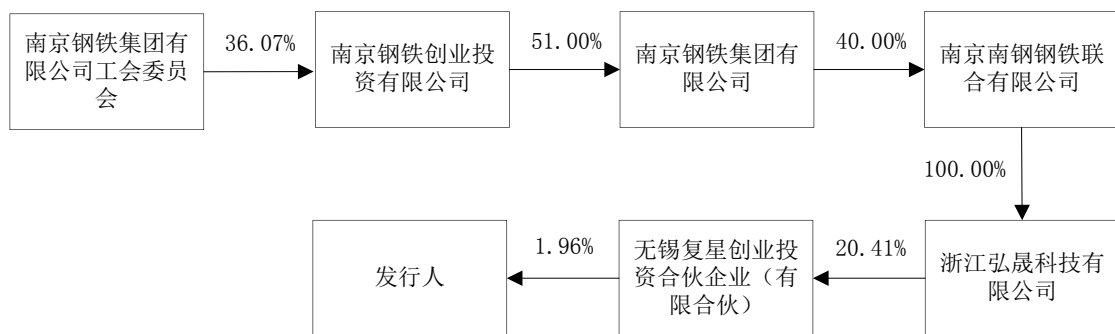 南京钢铁集团有
限公司工会委员
会
36.07%
南京钢铁创业投
资有限公司
51.00%
南京钢铁集团有
限公司
40.00%
南京南钢钢铁联
合有限公司
100.00%
浙江弘晟科技有
限公司
20.41%
无锡复星创业投
资合伙企业（有
限合伙）
1.96%
发行人